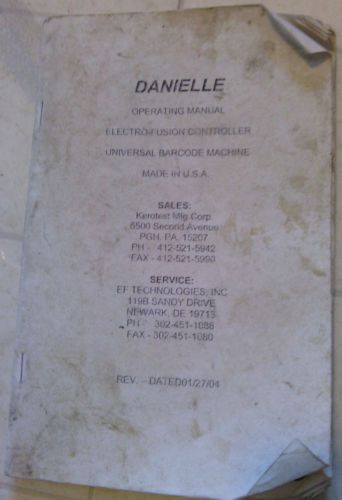 DANIELLE
OPERATING MANUAL
ELECTROFUSION CONTROLLER
UNIVERSAL BARCODE MACHINE
MADE IN U.S.A.
SALES:
Kerotest Mfg Corp.
5500 Second Avenue
PGN, PA. 15207
PH - 412-521-5942
FAX - 412-521-5990
SERVICE:
EF TECHNOLOGIES, INC
119B SANDY DRIVE
NEWARK, DE 19713
PH - 302-451-1088
FAX - 302-451-1080
REV. - DATED01/27/04